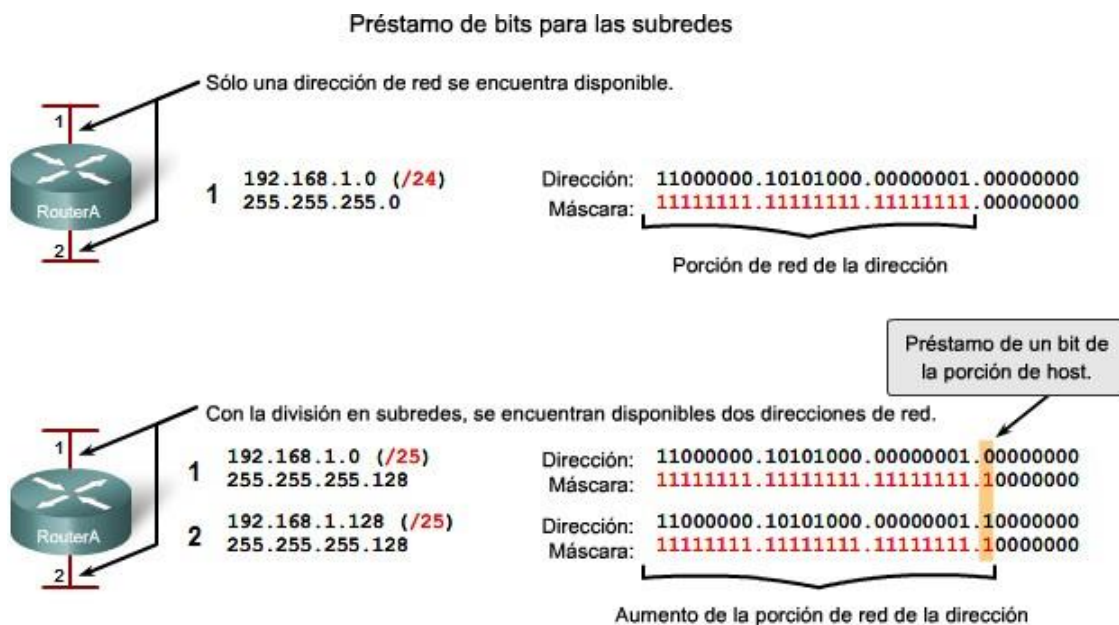 Préstamo de bits para las subredes
Sólo una dirección de red se encuentra disponible.
1
RouterA
2
1 192.168.1.0 (/24) Dirección: 11000000.10101000.00000001.00000000
255.255.255.0 Máscara: 11111111.11111111.11111111.00000000
Porción de red de la dirección
Préstamo de un bit de
la porción de host.
Con la división en subredes, se encuentran disponibles dos direcciones de red.
1
RouterA
2
1 192.168.1.0 (/25) Dirección: 11000000.10101000.00000001.00000000
255.255.255.128 Máscara: 11111111.11111111.11111111.10000000
2 192.168.1.128 (/25) Dirección: 11000000.10101000.00000001.10000000
255.255.255.128 Máscara: 11111111.11111111.11111111.10000000
Aumento de la porción de red de la dirección